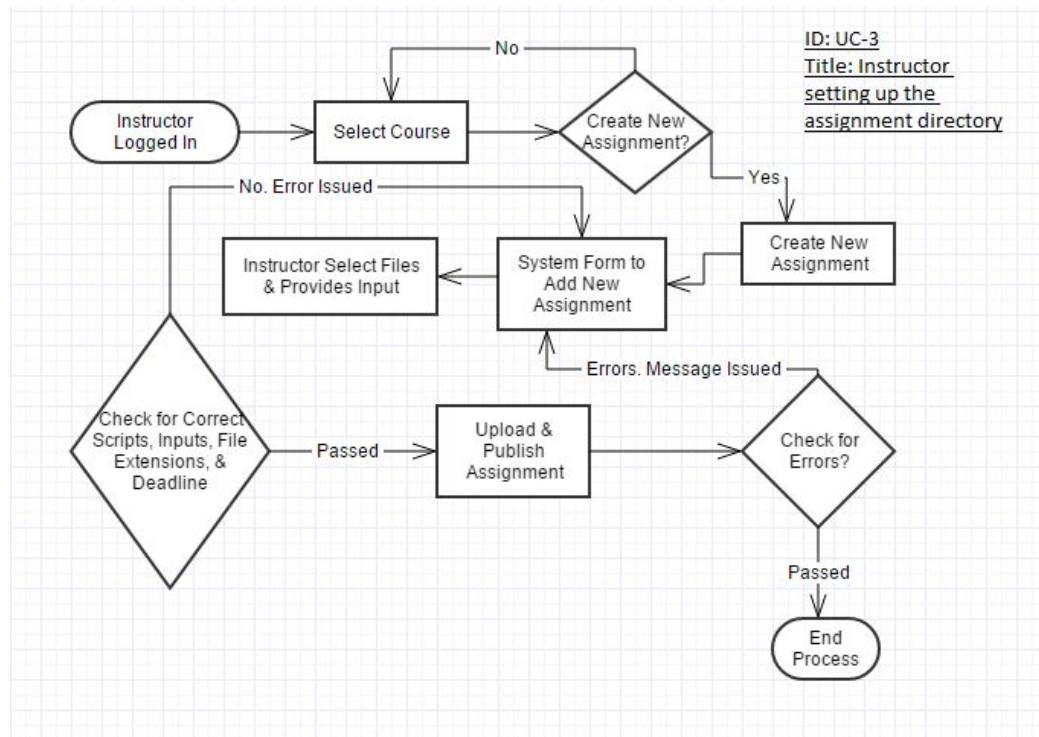 No
ID: UC-3
Title: Instructor
setting up the
assignment directory
Instructor
Logged In
Select Course
Create New
Assignment?
Yes
No. Error Issued
Create New
Assignment
System Form to
Add New
Assignment
Instructor Select Files
& Provides Input
Errors. Message Issued
Check for Correct
Scripts, Inputs, File
Extensions, &
Deadline
Passed
Upload &
Publish
Assignment
Check for
Errors?
Passed
End
Process